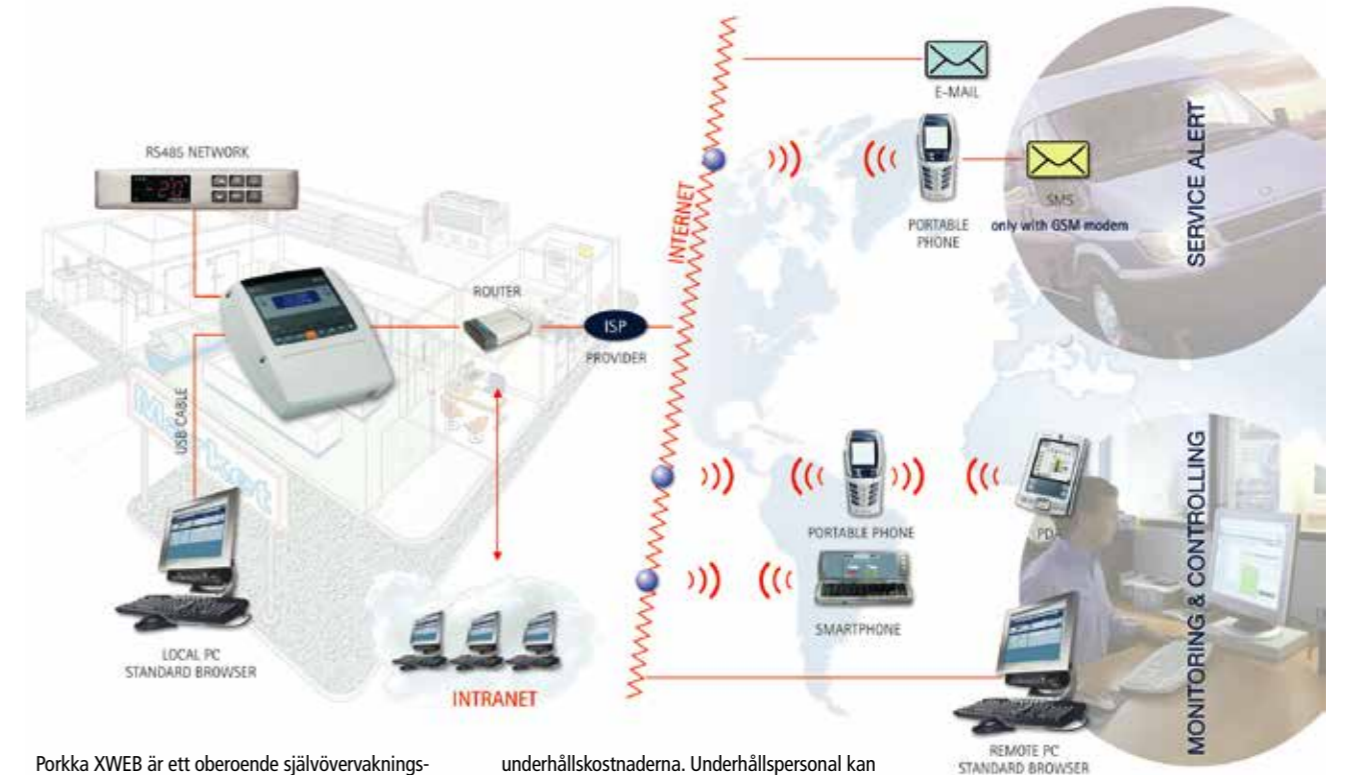 E-MAIL
RS485 NETWORK
SERVICE ALERT
SMS
only with GSM modem
PORTABLE
PHONE
INTERNET
ROUTER
ISP
PROVIDER
USB CABLE
Market
PORTABLE PHONE
PDA
MONITORING & CONTROLLING
SMARTPHONE
LOCAL PC
STANDARD BROWSER
INTRANET
REMOTE PC
STANDARD BROWSER
Porkka XWEB är ett oberoende självövervaknings-
underhållskostnaderna. Underhållspersonal kan